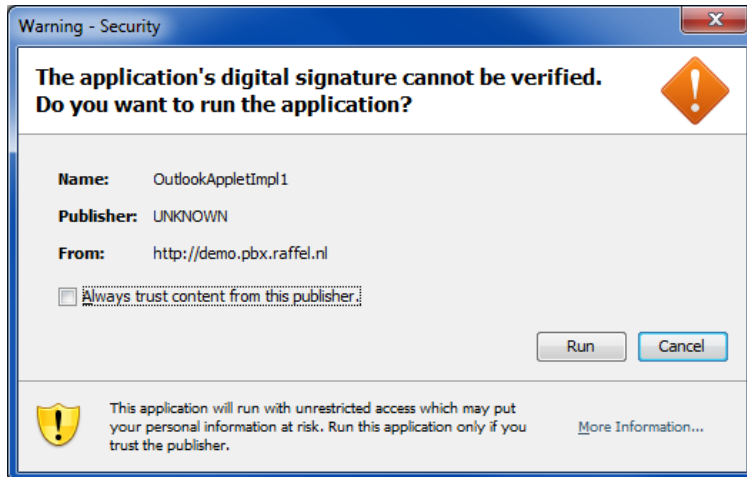 Warning - Security
The application's digital signature cannot be verified.
Do you want to run the application?
Name: OutlookAppletImpl1
Publisher: UNKNOWN
From: http://demo.pbx.raffel.nl
Always trust content from this publisher.
Run Cancel
This application will run with unrestricted access which may put
your personal information at risk. Run this application only if you
trust the publisher.
More Information...